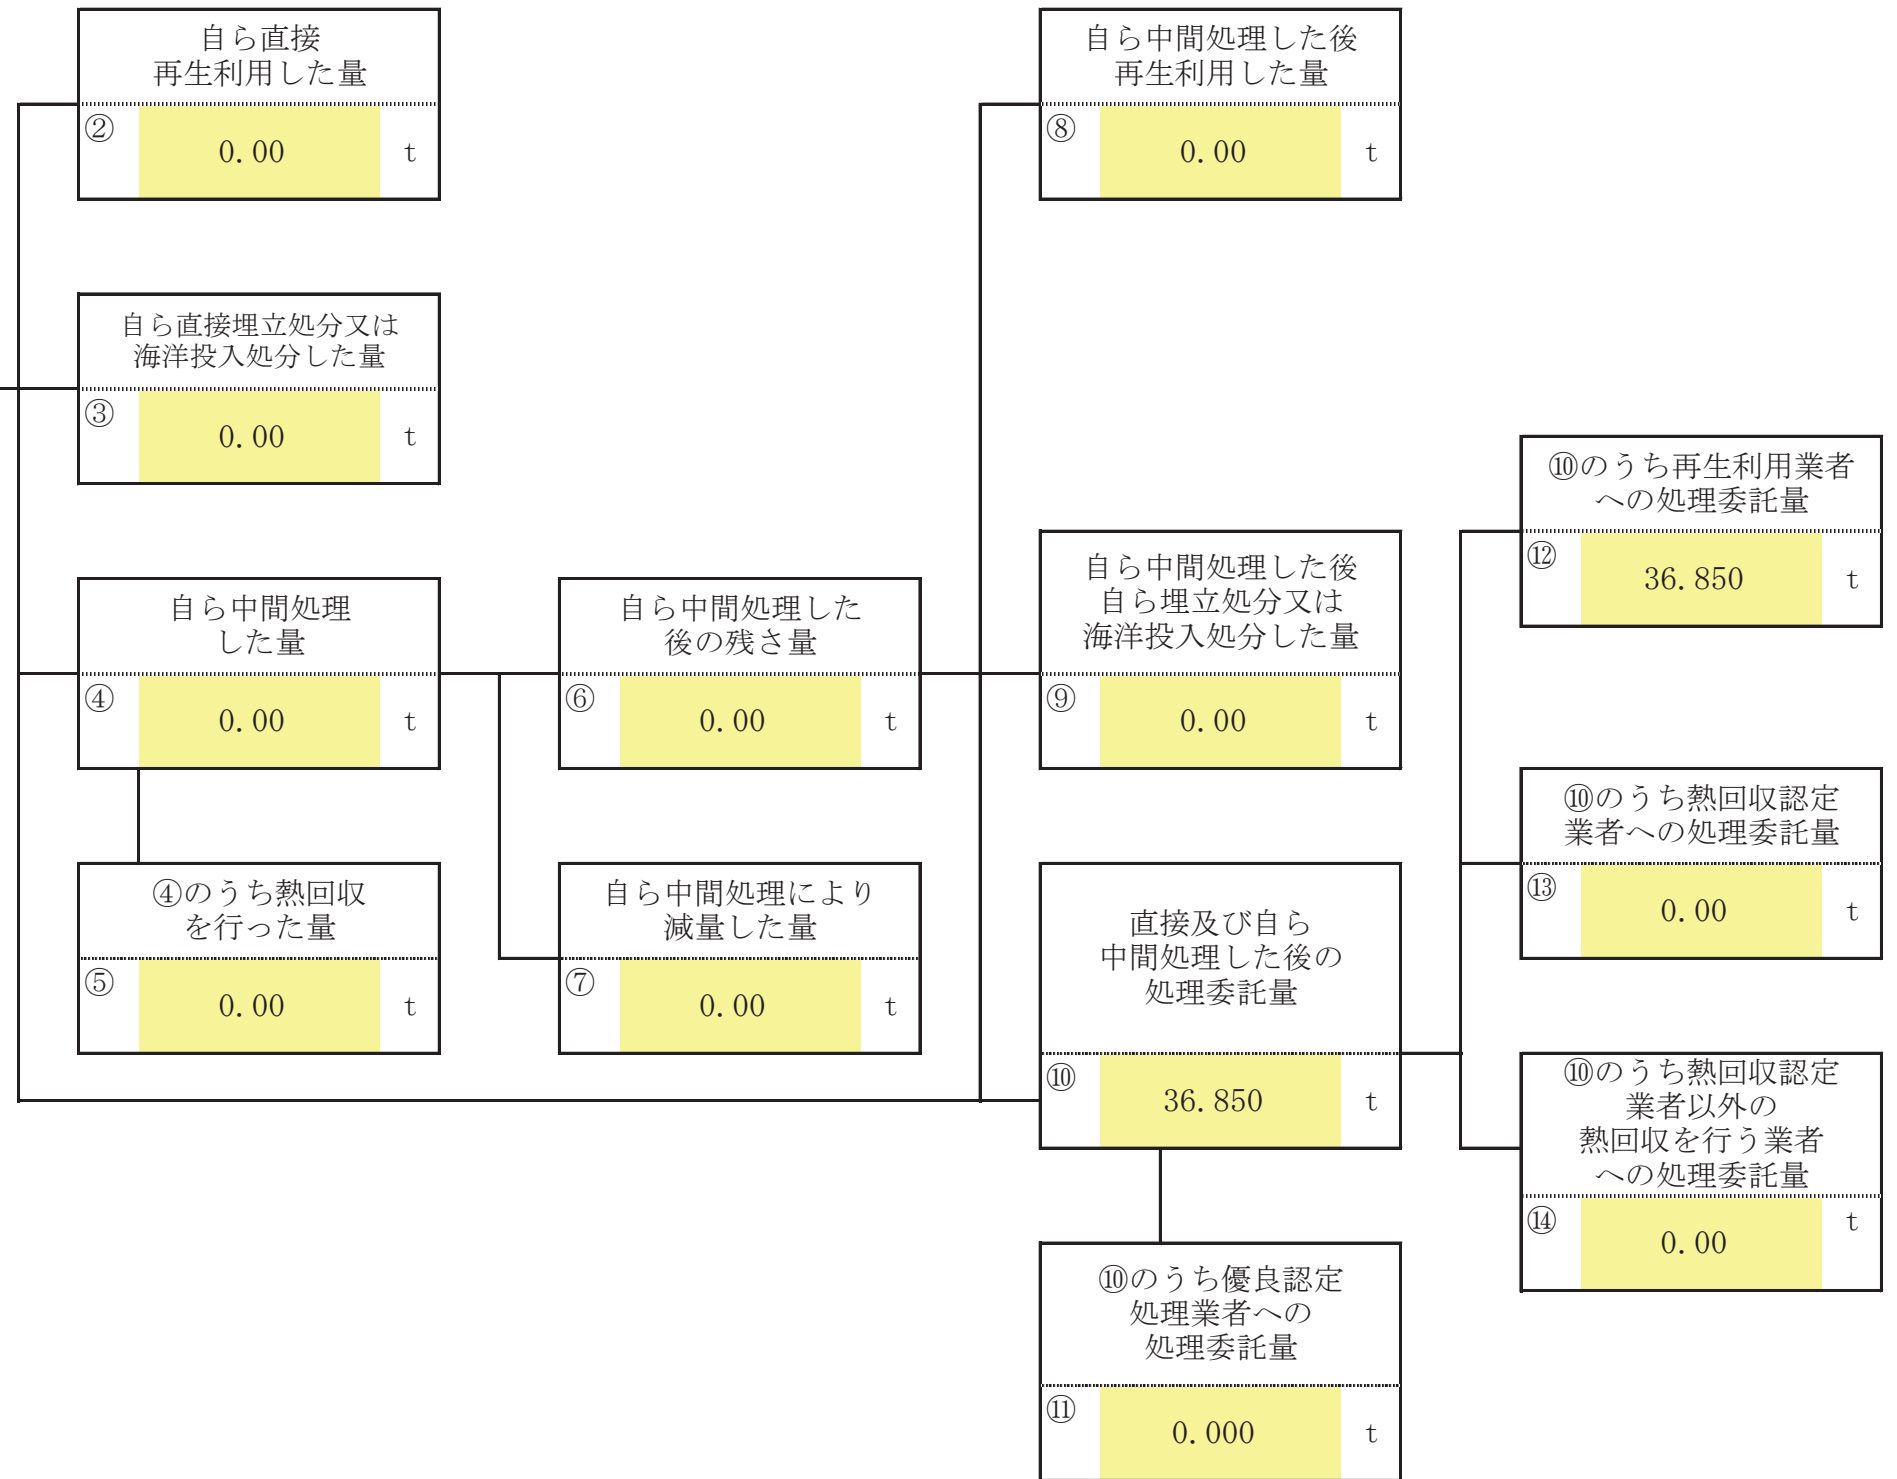 自ら直接
再生利用した量
②
0.00
t
自ら中間処理した後
再生利用した量
⑧
0.00
t
自ら直接埋立処分又は
海洋投入処分した量
③
0.00
t
⑩のうち再生利用業者
への処理委託量
⑫
36.850
t
自ら中間処理
した量
④
0.00
t
自ら中間処理した
後の残さ量
⑥
0.00
t
自ら中間処理した後
自ら埋立処分又は
海洋投入処分した量
⑨
0.00
t
⑩のうち熱回収認定
業者への処理委託量
⑬
0.00
t
④のうち熱回収
を行った量
⑤
0.00
t
自ら中間処理により
減量した量
⑦
0.00
t
直接及び自ら
中間処理した後の
処理委託量
⑩
36.850
t
⑩のうち熱回収認定
業者以外の
熱回収を行う業者
への処理委託量
⑭
0.00
t
⑩のうち優良認定
処理業者への
処理委託量
⑪
0.000
t